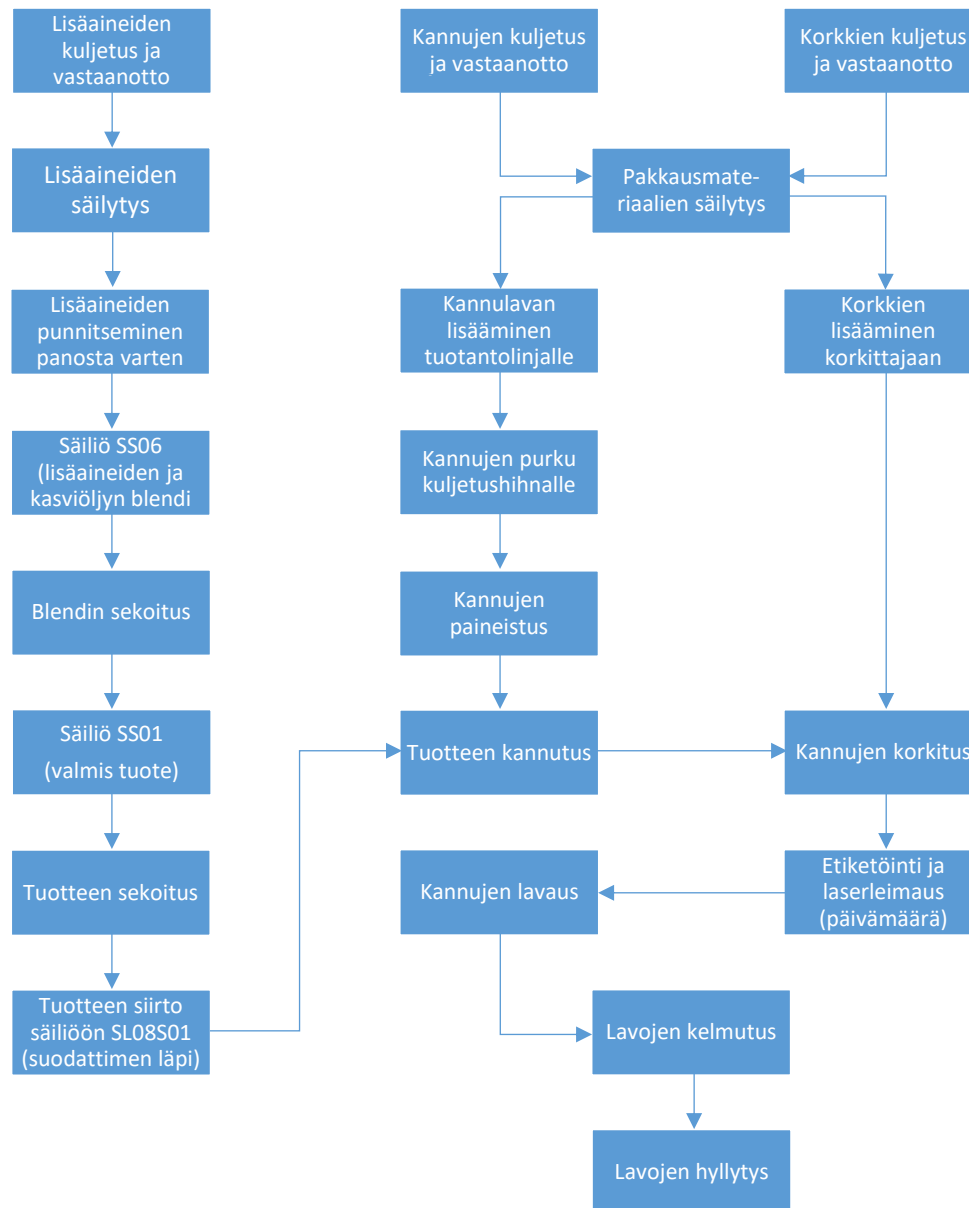 Lisäaineiden
kuljetus ja
vastaanotto
Kannujen kuljetus
ja vastaanotto
Korkkien kuljetus
ja vastaanotto
Lisäaineiden
säilytys
Pakkausmate-
riaalien säilytys
Lisäaineiden
punnitseminen
panosta varten
Kannulavan
lisääminen
tuotantolinjalle
Korkkien
lisääminen
korkittajaan
Säiliö SS06
(lisäaineiden ja
kasviöljyn blendi
Kannujen purku
kuljetushihnalle
Blendin sekoitus
Kannujen
paineistus
Säiliö SS01
(valmis tuote)
Tuotteen kannutus
Kannujen korkitus
Tuotteen sekoitus
Kannujen lavaus
Etiketöinti ja
laserleimaus
(päivämäärä)
Tuotteen siirto
säiliöön SL08S01
(suodattimen läpi)
Lavojen kelmutus
Lavojen hyllytys